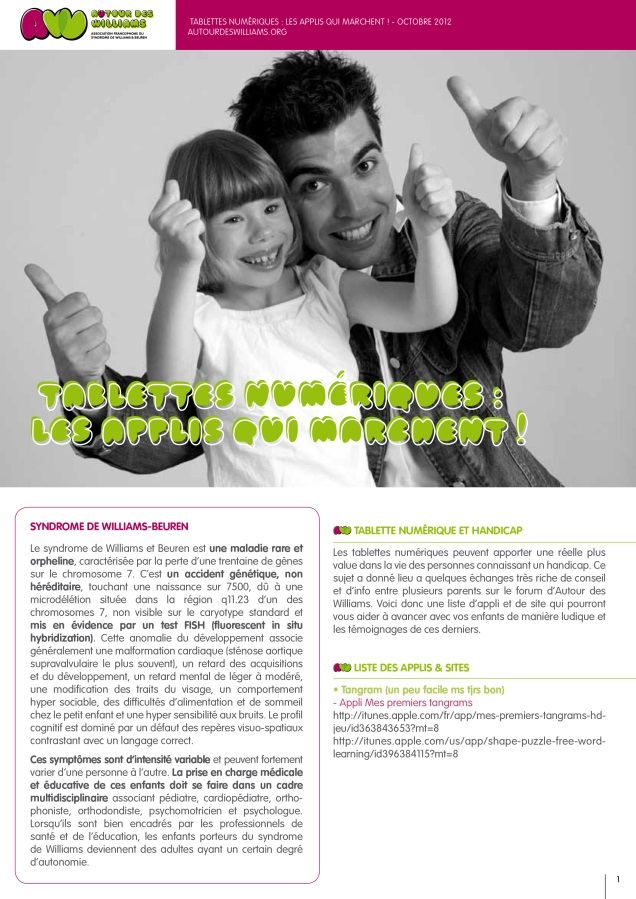 AUTOUR DES
WILLIAMS
ASSOCIATION FRANCOPHONE DU
SYNDROME DE WILLIAMS & BEUREN
TABLETTES NUMÉRIQUES : LES APPLIS QUI MARCHENT ! - OCTOBRE 2012
AUTOURDESWILLIAMS.ORG
TABLETTES NUMÉRIQUES :
LES APPLIS QUI MARCHENT !
SYNDROME DE WILLIAMS-BEUREN
Le syndrome de Williams et Beuren est une maladie rare et
orpheline, caractérisée par la perte d'une trentaine de gênes
sur le chromosome 7. C'est un accident génétique, non
héréditaire, touchant une naissance sur 7500, dû à une
microdélétion située dans la région q11.23 d'un des
chromosomes 7, non visible sur le caryotype standard et
mis en évidence par un test FISH (fluorescent in situ
hybridization). Cette anomalie du développement associe
généralement une malformation cardiaque (sténose aortique
supravalvulaire le plus souvent), un retard des acquisitions
et du développement, un retard mental de léger à modéré,
une modification des traits du visage, un comportement
hyper sociable, des difficultés d'alimentation et de sommeil
chez le petit enfant et une hyper sensibilité aux bruits. Le profil
cognitif est dominé par un défaut des repères visuo-spatiaux
contrastant avec un langage correct.
Ces symptômes sont d'intensité variable et peuvent fortement
varier d'une personne à l'autre. La prise en charge médicale
et éducative de ces enfants doit se faire dans un cadre
multidisciplinaire associant pédiatre, cardiopédiatre, ortho-
phoniste, orthodondiste, psychomotricien et psychologue.
Lorsqu'ils sont bien encadrés par les professionnels de
santé et de l'éducation, les enfants porteurs du syndrome
de Williams deviennent des adultes ayant un certain degré
d'autonomie.
TABLETTE NUMÉRIQUE ET HANDICAP
Les tablettes numériques peuvent apporter une réelle plus
value dans la vie des personnes connaissant un handicap. Ce
sujet a donné lieu a quelques échanges très riche de conseil
et d'info entre plusieurs parents sur le forum d'Autour des
Williams. Voici donc une liste d'appli et de site qui pourront
vous aider à avancer avec vos enfants de manière ludique et
les témoignages de ces derniers.
LISTE DES APPLIS & SITES
• Tangram (un peu facile ms tjrs bon)
- Appli Mes premiers tangrams
http://itunes.apple.com/fr/app/mes-premiers-tangrams-hd-
jeu/id363843653?mt=8
http://itunes.apple.com/us/app/shape-puzzle-free-word-
learning/id396384115?mt=8
1